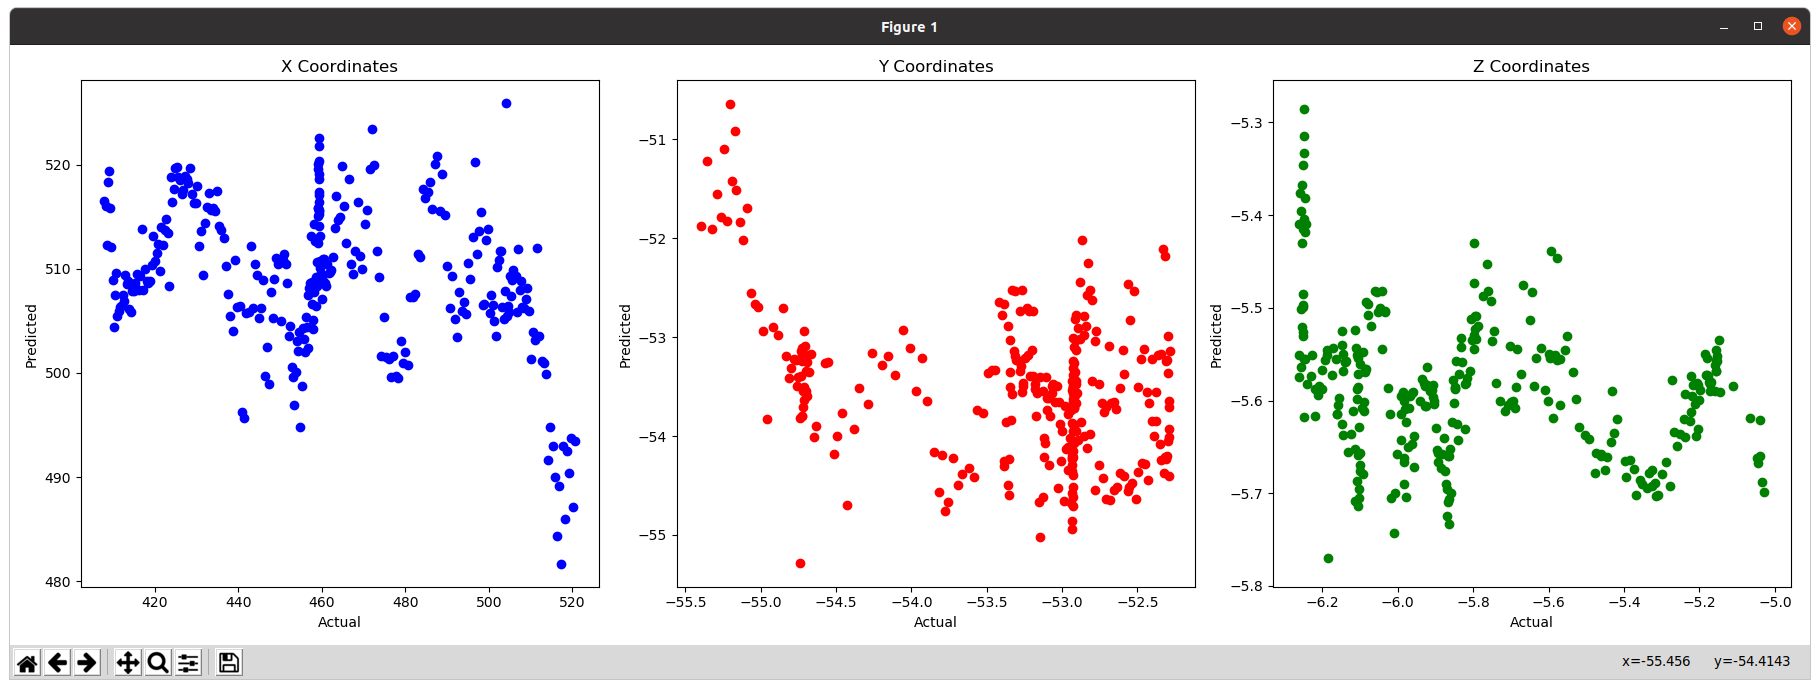 Figure 1
X Coordinates
Y Coordinates
Z Coordinates
Predicted
520
510
500
490
480
420 440 460 480 500 520
Actual
Predicted
−51
−52
−53
−54
−55
−55.5 −55.0 −54.5 −54.0 −53.5 −53.0 −52.5
Actual
Predicted
−5.3
−5.4
−5.5
−5.6
−5.7
−5.8
−6.2 −6.0 −5.8 −5.6 −5.4 −5.2 −5.0
Actual
x=-55.456 y=-54.4143